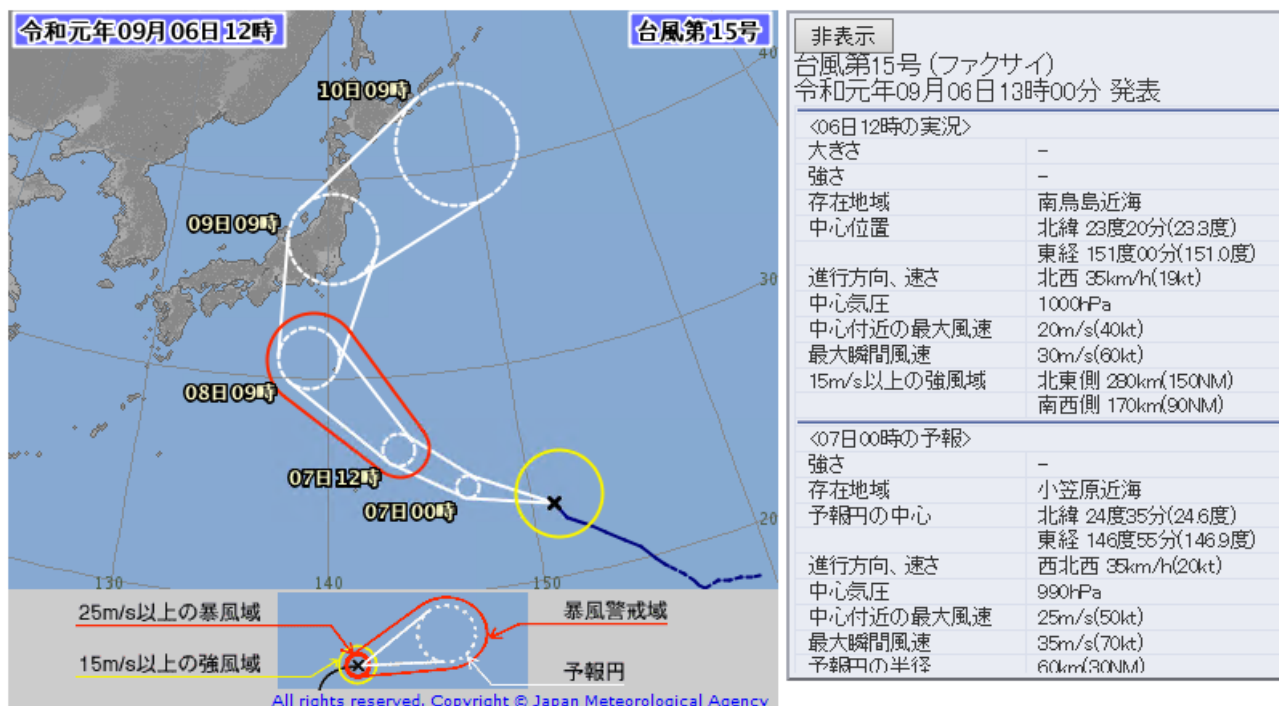 令和元年09月06日12時
台風第15号
40
10日09時
09日09時
30
08日09時
07日12時
07日00時
20
130
140
150
25m/s以上の暴風域
暴風警戒域
15m/s以上の強風域
予報円
All rights reserved. Copyright © Japan Meteorological Agency
非表示
台風第15号 (ファクサイ)
令和元年09月06日13時00分 発表
<06日12時の実況>
大きさ -
強さ -
存在地域 南鳥島近海
中心位置 北緯 23度20分(23.3度)
東経 151度00分(151.0度)
進行方向、速さ 北西 35km/h(19kt)
中心気圧 1000hPa
中心付近の最大風速 20m/s(40kt)
最大瞬間風速 30m/s(60kt)
15m/s以上の強風域 北東側 280km(150NM)
南西側 170km(90NM)
<07日00時の予報>
強さ -
存在地域 小笠原近海
予報円の中心 北緯 24度35分(24.6度)
東経 146度55分(146.9度)
進行方向、速さ 西北西 35km/h(20kt)
中心気圧 990hPa
中心付近の最大風速 25m/s(50kt)
最大瞬間風速 35m/s(70kt)
予報円の半径 60km(30NM)